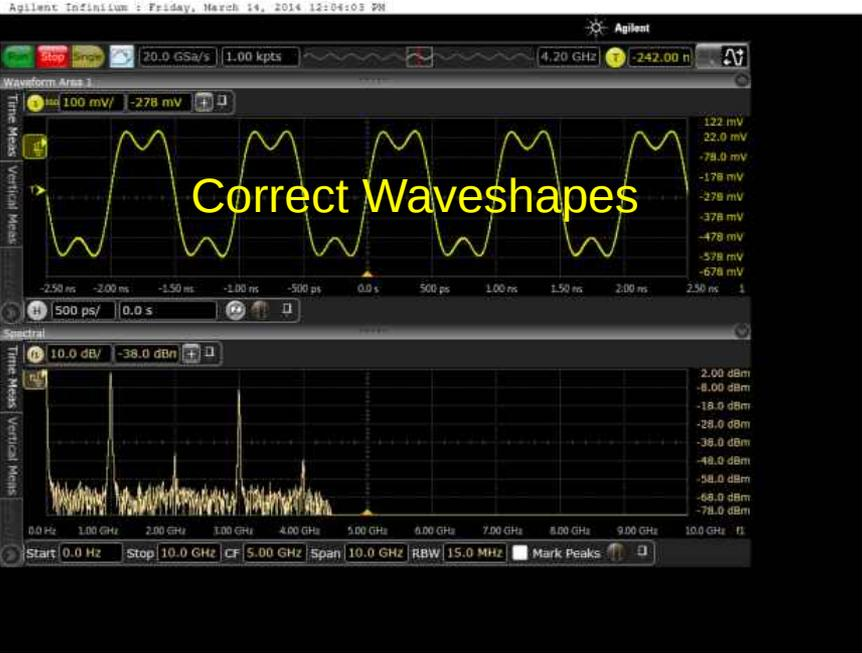 Agilent Infiniium : Friday, March 14, 2014 12:04:03 PM
Agilent
Run Stop Single 20.0 GSa/s 1.00 kpts 4.20 GHz T -242.00 n
Waveform Area 1
1 100 mV/ -278 mV +
Time Meas
Vertical Meas
122 mV
22.0 mV
-78.0 mV
-178 mV
-278 mV
-378 mV
-478 mV
-578 mV
-678 mV
Correct Waveshapes
-2.50 ns -2.00 ns -1.50 ns -1.00 ns -500 ps 0.0 s 500 ps 1.00 ns 1.50 ns 2.00 ns 2.50 ns 1
H 500 ps/ 0.0 s
Spectral
f1 10.0 dB/ -38.0 dBm +
Time Meas
Vertical Meas
2.00 dBm
-8.00 dBm
-18.0 dBm
-28.0 dBm
-38.0 dBm
-48.0 dBm
-58.0 dBm
-68.0 dBm
-78.0 dBm
0.0 Hz 1.00 GHz 2.00 GHz 3.00 GHz 4.00 GHz 5.00 GHz 6.00 GHz 7.00 GHz 8.00 GHz 9.00 GHz 10.0 GHz f1
Start 0.0 Hz Stop 10.0 GHz CF 5.00 GHz Span 10.0 GHz RBW 15.0 MHz Mark Peaks